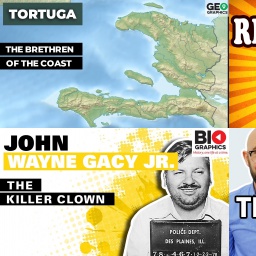 TORTUGA
GEO
GRAPHICS
THE BRETHREN
OF THE COAST
R
JOHN
WAYNE GACY JR.
BIO
GRAPHICS
THE
KILLER CLOWN
POLICE DEPT.
DES PLAINES, ILL.
T